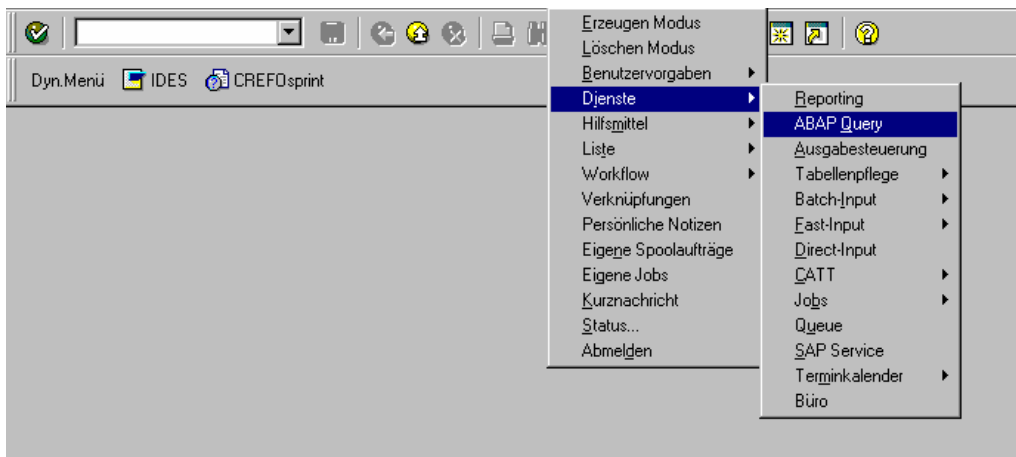 Dyn.Menü IDES CREFOsprint
Erzeugen Modus
Löschen Modus
Benutzervorgaben
Dienste
Hilfsmittel
Liste
Workflow
Verknüpfungen
Persönliche Notizen
Eigene Spoolaufträge
Eigene Jobs
Kurznachricht
Status...
Abmelden
Reporting
ABAP Query
Ausgabesteuerung
Tabellenpflege
Batch-Input
Fast-Input
Direct-Input
CATT
Jobs
Queue
SAP Service
Terminkalender
Büro